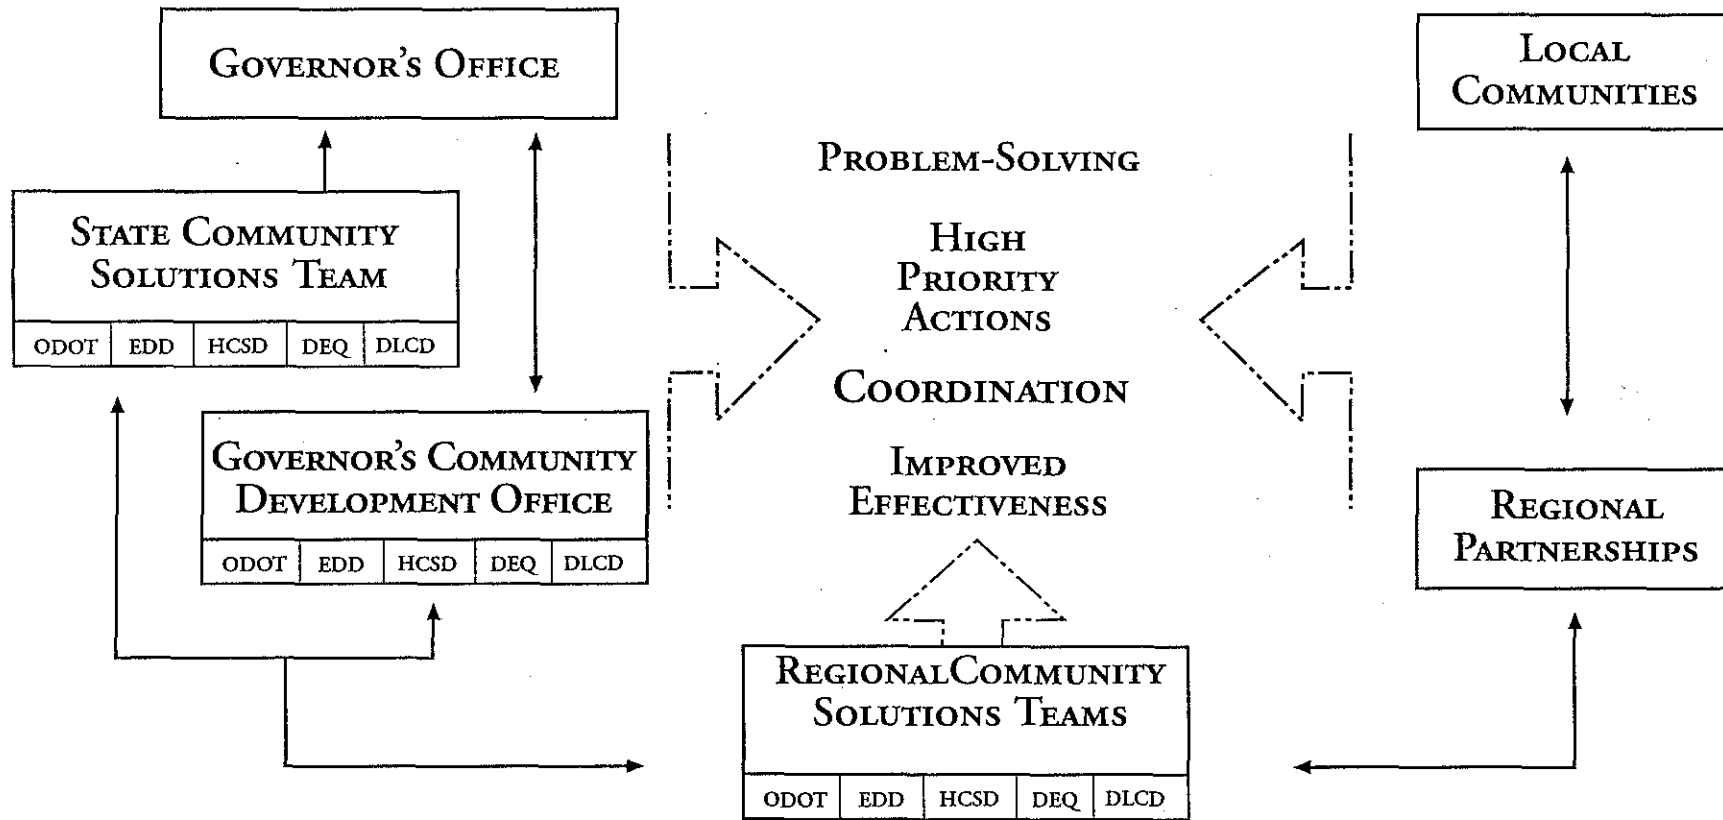 GOVERNOR'S OFFICE
STATE COMMUNITY
SOLUTIONS TEAM
ODOT EDD HCSD DEQ DLCD
GOVERNOR'S COMMUNITY
DEVELOPMENT OFFICE
ODOT EDD HCSD DEQ DLCD
PROBLEM-SOLVING
HIGH
PRIORITY
ACTIONS
COORDINATION
IMPROVED
EFFECTIVENESS
REGIONALCOMMUNITY
SOLUTIONS TEAMS
ODOT EDD HCSD DEQ DLCD
LOCAL
COMMUNITIES
REGIONAL
PARTNERSHIPS